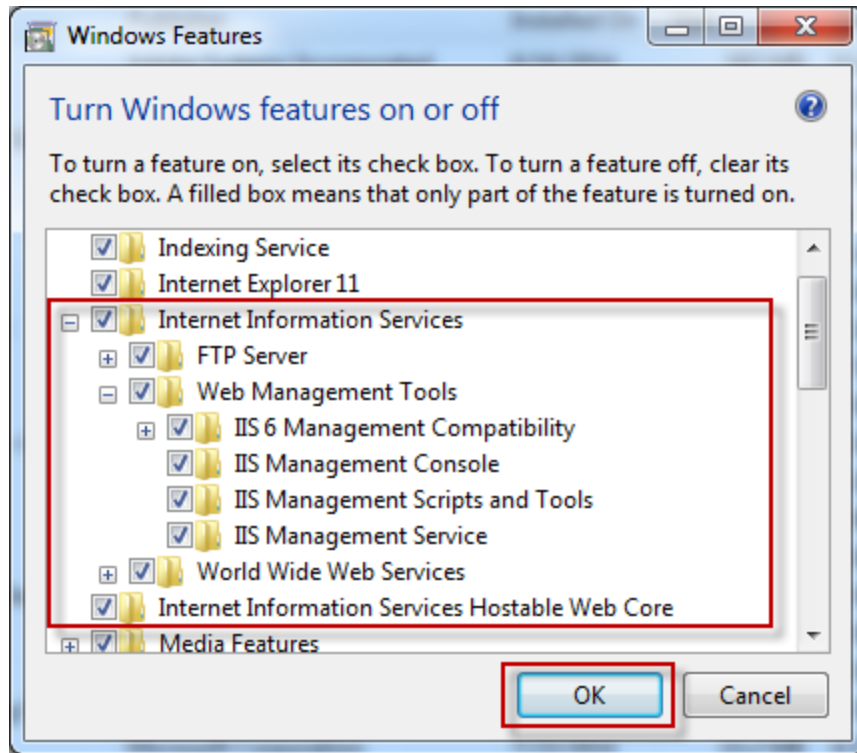 Windows Features
Turn Windows features on or off
To turn a feature on, select its check box. To turn a feature off, clear its
check box. A filled box means that only part of the feature is turned on.
Indexing Service
Internet Explorer 11
Internet Information Services
FTP Server
Web Management Tools
IIS 6 Management Compatibility
IIS Management Console
IIS Management Scripts and Tools
IIS Management Service
World Wide Web Services
Internet Information Services Hostable Web Core
Media Features
OK Cancel